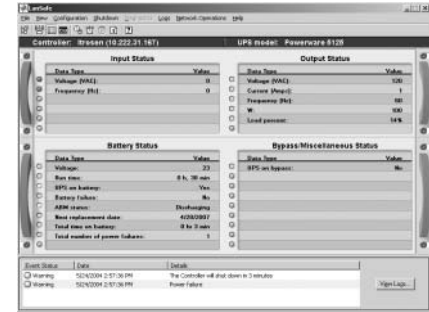 LanSafe
File View Configuration Shutdown Logs Network Operations Help
Controller: ltrosen (10.222.31.167) UPS model: Powerware 5125
Input Status
Data Type Value
Voltage (VAC): 0
Frequency (Hz): 0
Output Status
Data Type Value
Voltage (VAC): 120
Current (Amps): 1
Frequency (Hz): 60
W: 100
Load percent: 14%
Battery Status
Data Type Value
Voltage: 23
Run time: 0 h, 30 min
UPS on battery: Yes
Battery failure: No
ABM status: Discharging
Next replacement date: 4/20/2007
Total time on battery: 0 hr 3 min
Total number of power failures: 1
Bypass/Miscellaneous Status
Data Type Value
UPS on bypass: No
Event Status Date Details
Warning 5/24/2004 2:57:36 PM The Controller will shut down in 3 minutes
Warning 5/24/2004 2:57:36 PM Power failure
View Logs...